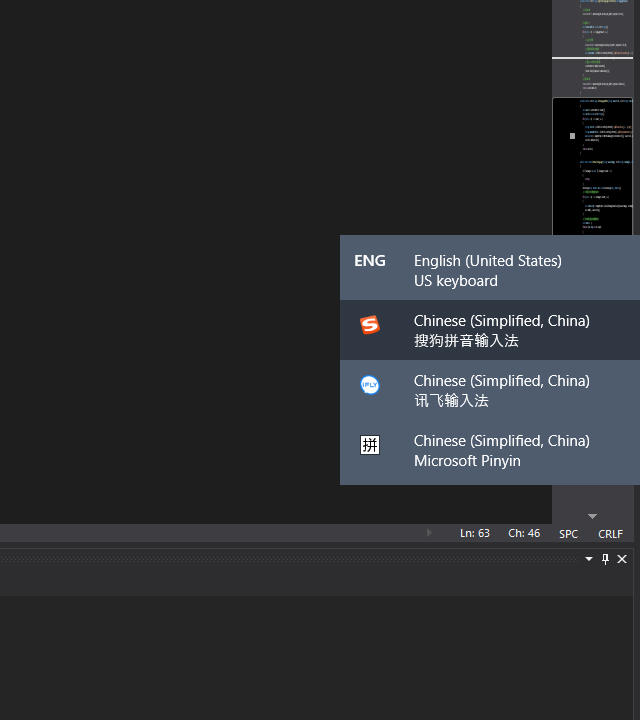 ENG
English (United States)
US keyboard
Chinese (Simplified, China)
搜狗拼音输入法
iFLY
Chinese (Simplified, China)
讯飞输入法
拼
Chinese (Simplified, China)
Microsoft Pinyin
Ln: 63 Ch: 46 SPC CRLF